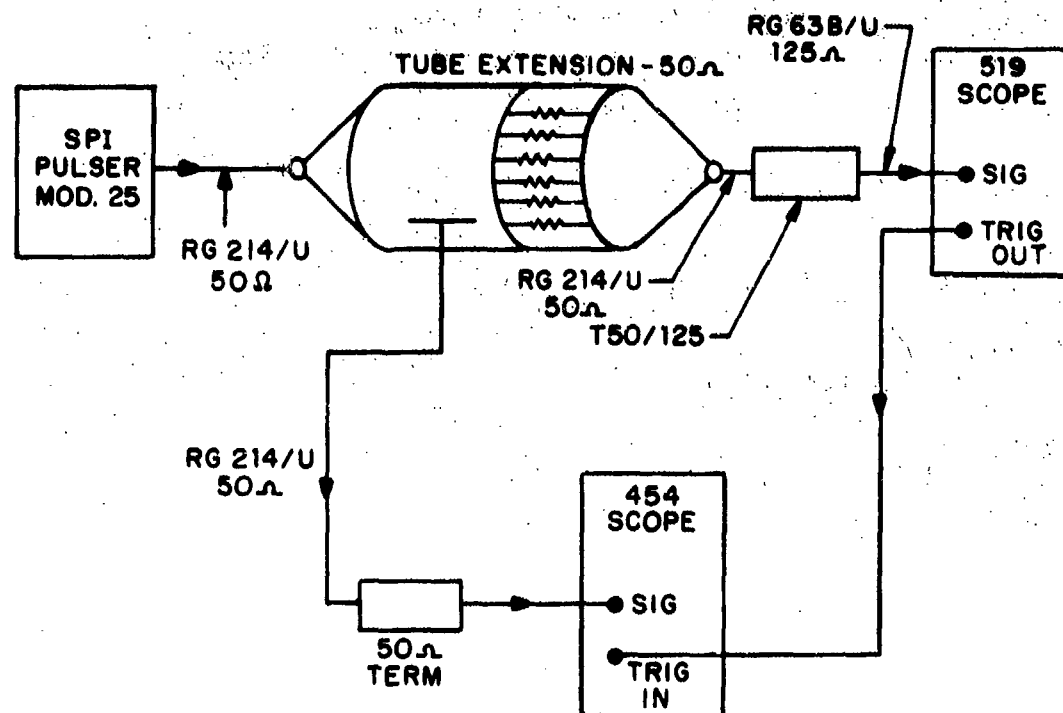 RG 63B/U
125Ω
TUBE EXTENSION - 50Ω
519
SCOPE
SPI
PULSER
MOD. 25
SIG
TRIG
OUT
RG 214/U
50Ω
RG 214/U
50Ω
T50/125
RG 214/U
50Ω
454
SCOPE
SIG
50Ω
TERM
TRIG
IN